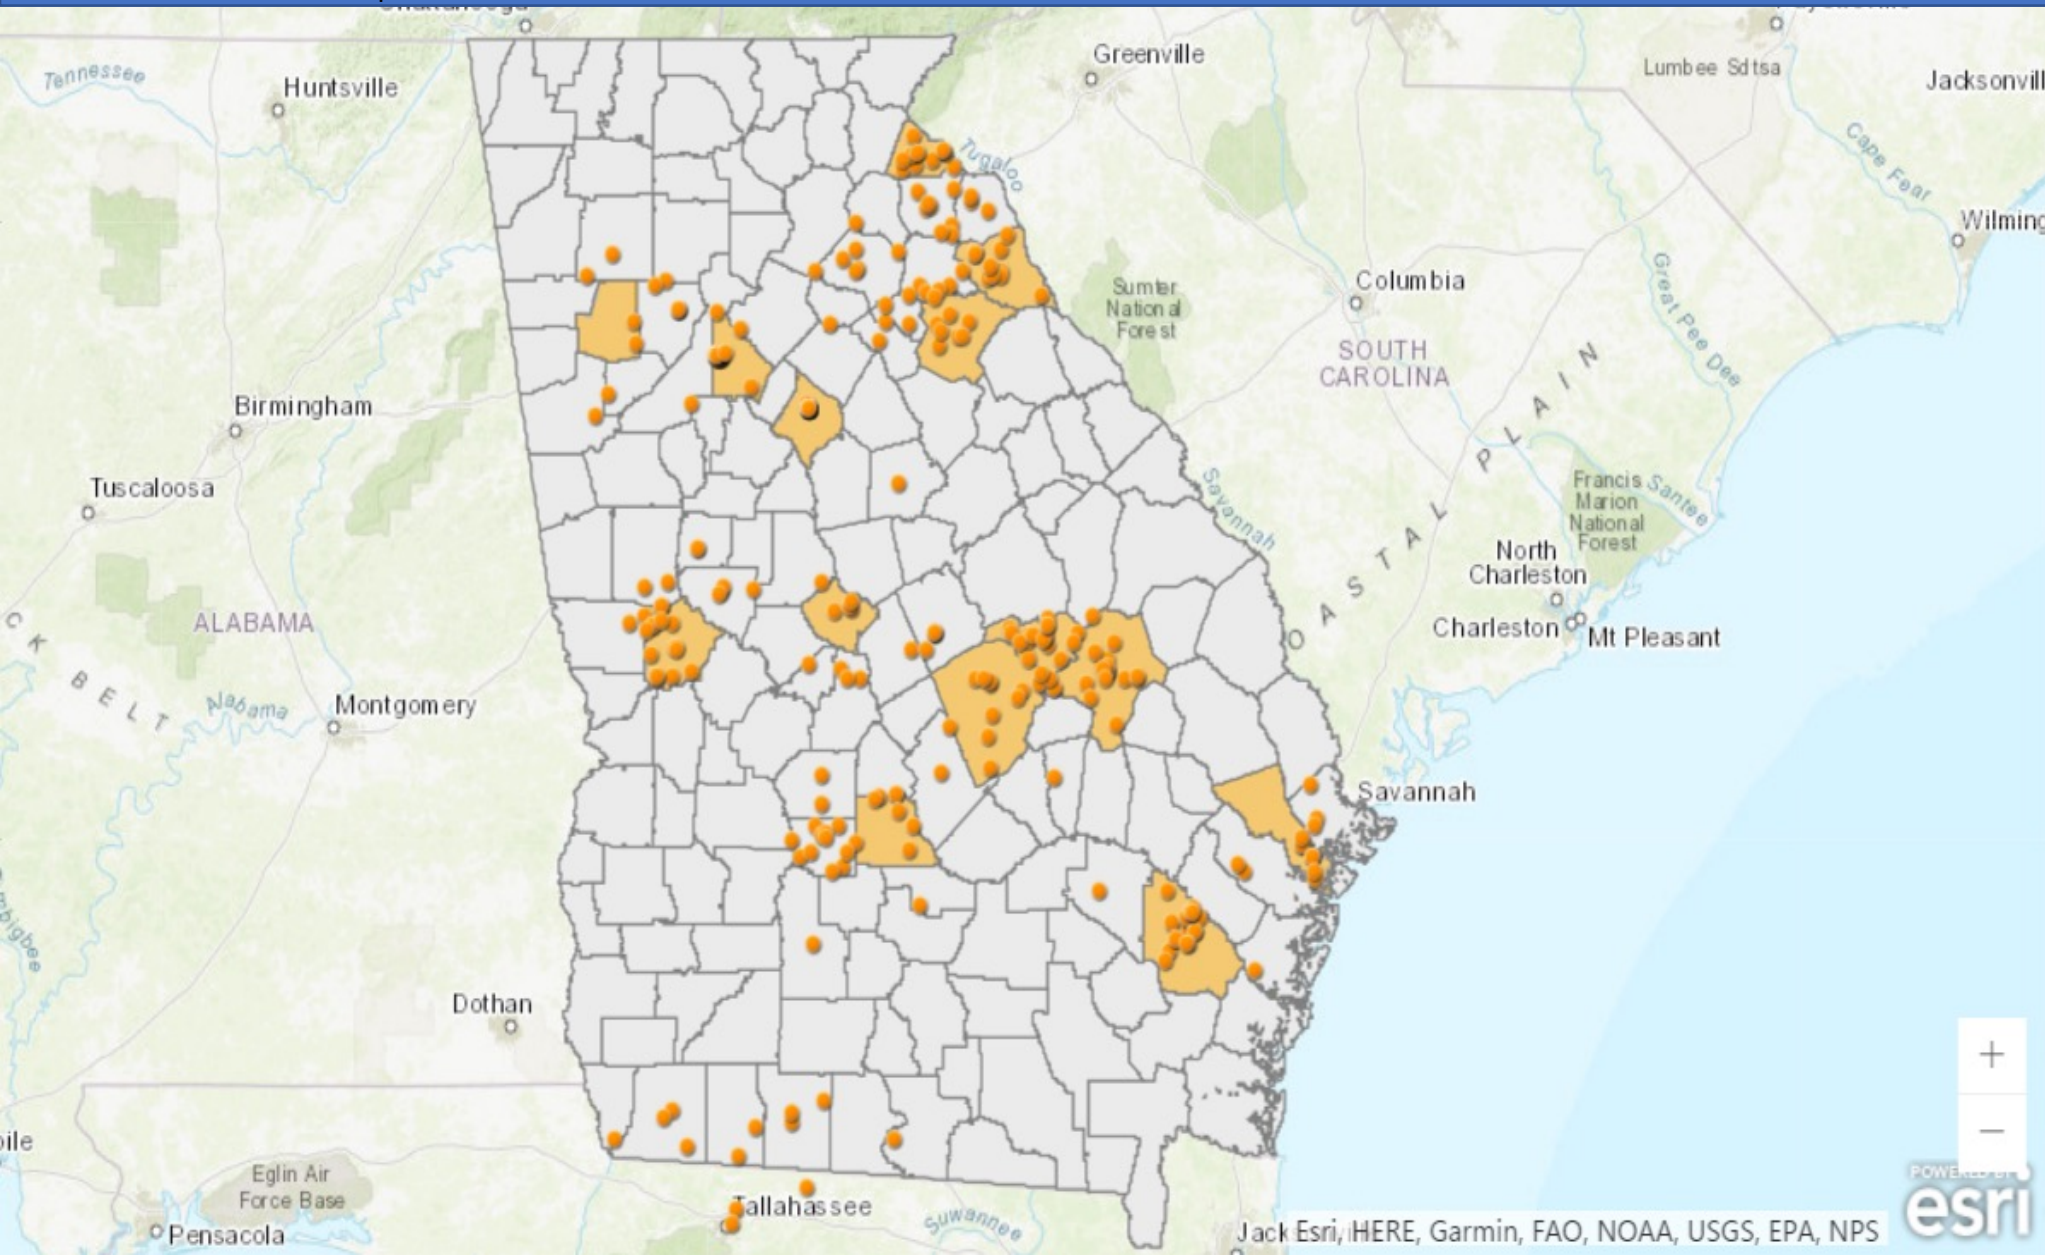 Greenville
Lumbee Sdtsa
Jacksonvill
Tennessee
Huntsville
Tugaloo
Cape Fear
Wilming
Sumter
National
Forest
Columbia
Great Pee Dee
SOUTH
CAROLINA
Birmingham
COASTAL PLAIN
Tuscaloosa
Savannah
Francis
Marion
National
Forest
Santee
North
Charleston
ALABAMA
Charleston
Mt Pleasant
CK BELT
Alabama
Montgomery
Savannah
Dothan
Eglin Air
Force Base
Tallahassee
Pensacola
Suwannee
+
−
POWERED BY
esri
Jack Esri, HERE, Garmin, FAO, NOAA, USGS, EPA, NPS